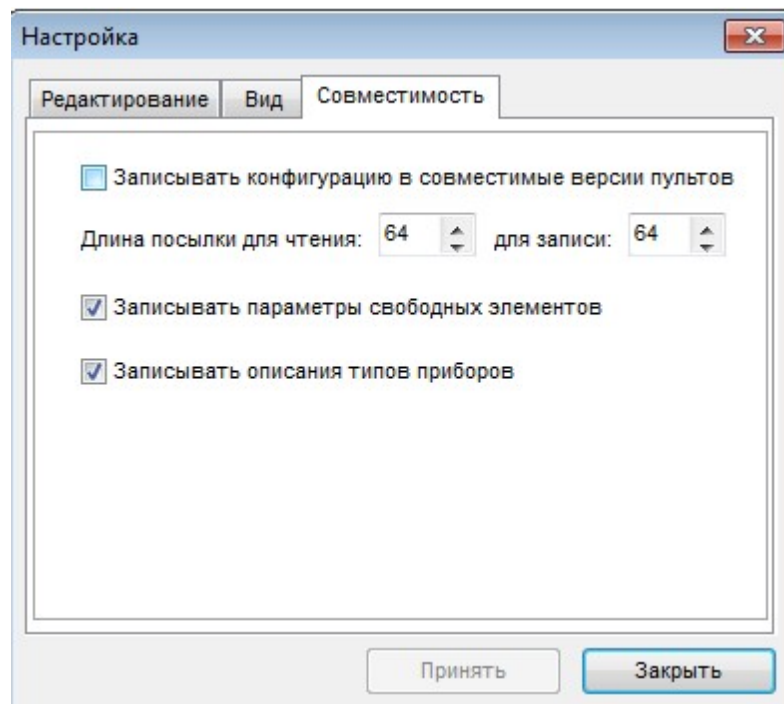 Настройка
Редактирование Вид Совместимость
Записывать конфигурацию в совместимые версии пультов
Длина посылки для чтения: 64 для записи: 64
Записывать параметры свободных элементов
Записывать описания типов приборов
Принять Закрыть